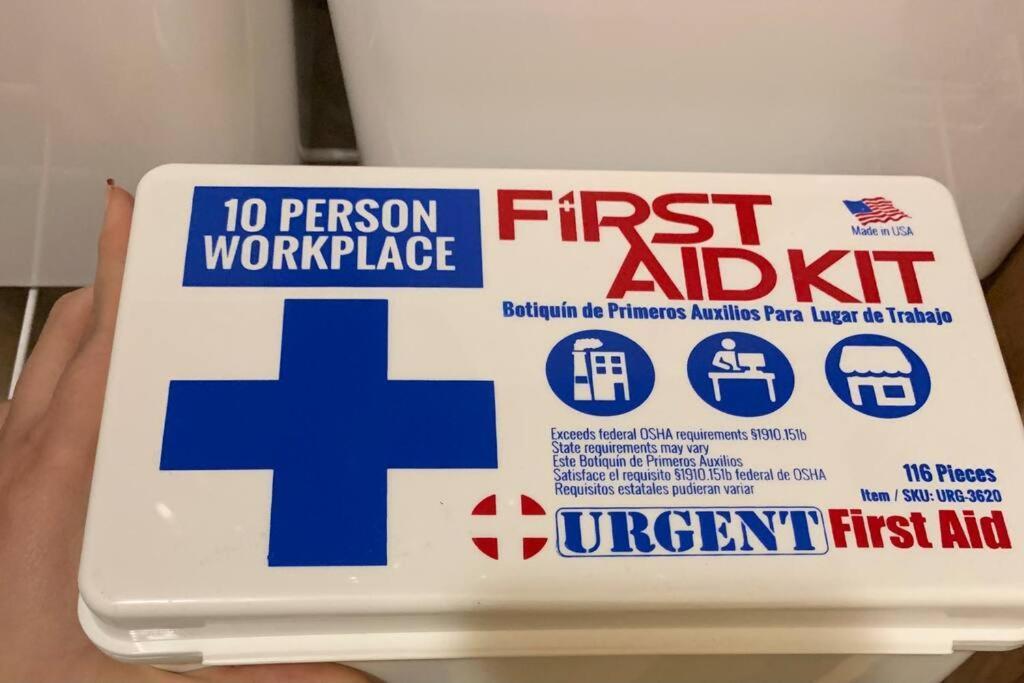 10 PERSON
WORKPLACE
FIRST
AID KIT
Made in USA
Botiquín de Primeros Auxilios Para Lugar de Trabajo
Exceeds federal OSHA requirements §1910.151b
State requirements may vary
Este Botiquín de Primeros Auxilios
Satisface el requisito §1910.151b federal de OSHA
Requisitos estatales pudieran variar
116 Pieces
Item / SKU: URG-3620
URGENT First Aid